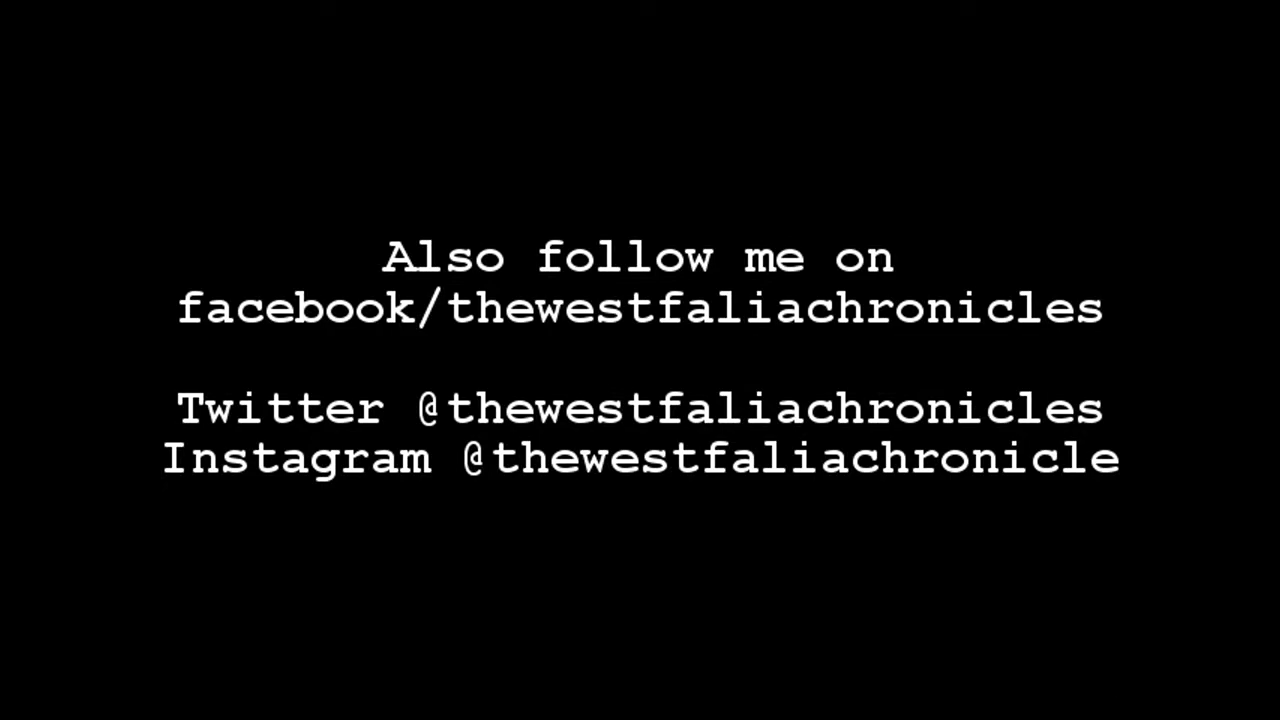 Also follow me on
facebook/thewestfaliachronicles
Twitter @thewestfaliachronicles
Instagram @thewestfaliachronicle